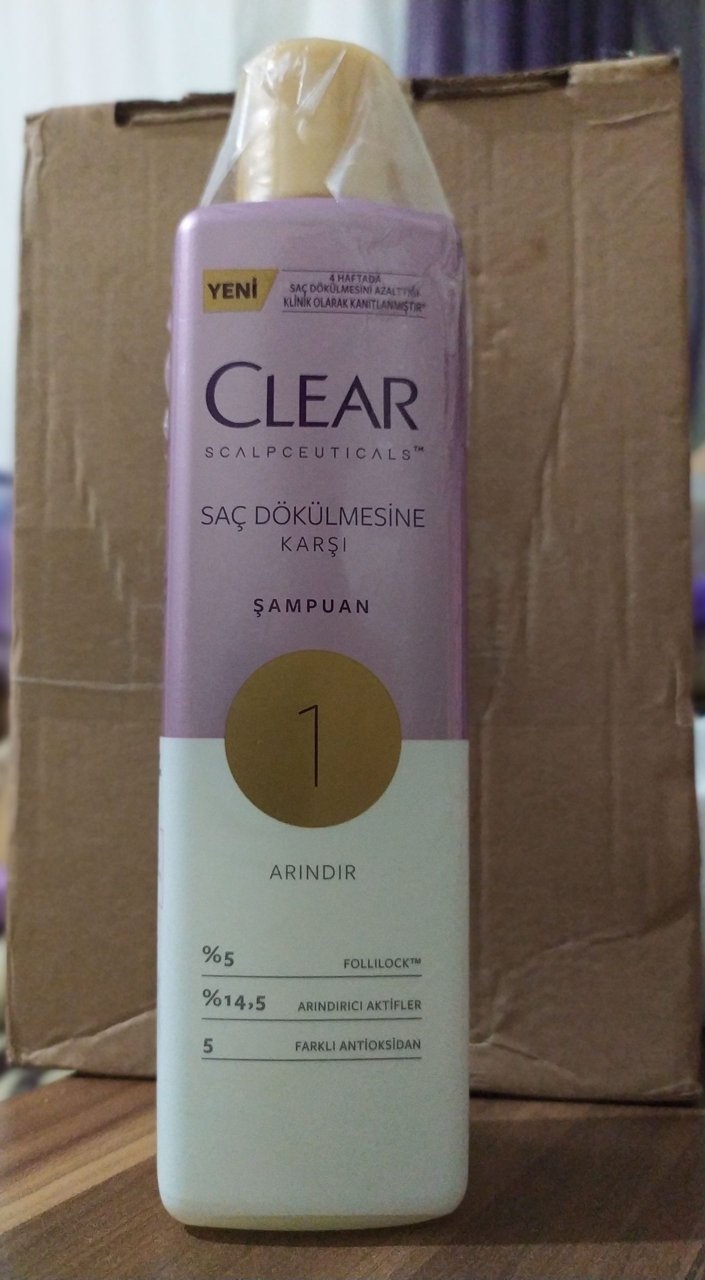 YENİ
4 HAFTADA
SAÇ DÖKÜLMESİNİ AZALTTIĞI
KLİNİK OLARAK KANITLANMIŞTIR*
CLEAR
SCALPCEUTICALS™
SAÇ DÖKÜLMESİNE
KARŞI
ŞAMPUAN
1
ARINDIR
%5 FOLLILOCK™
%14,5 ARINDIRICI AKTİFLER
5 FARKLI ANTİOKSİDAN